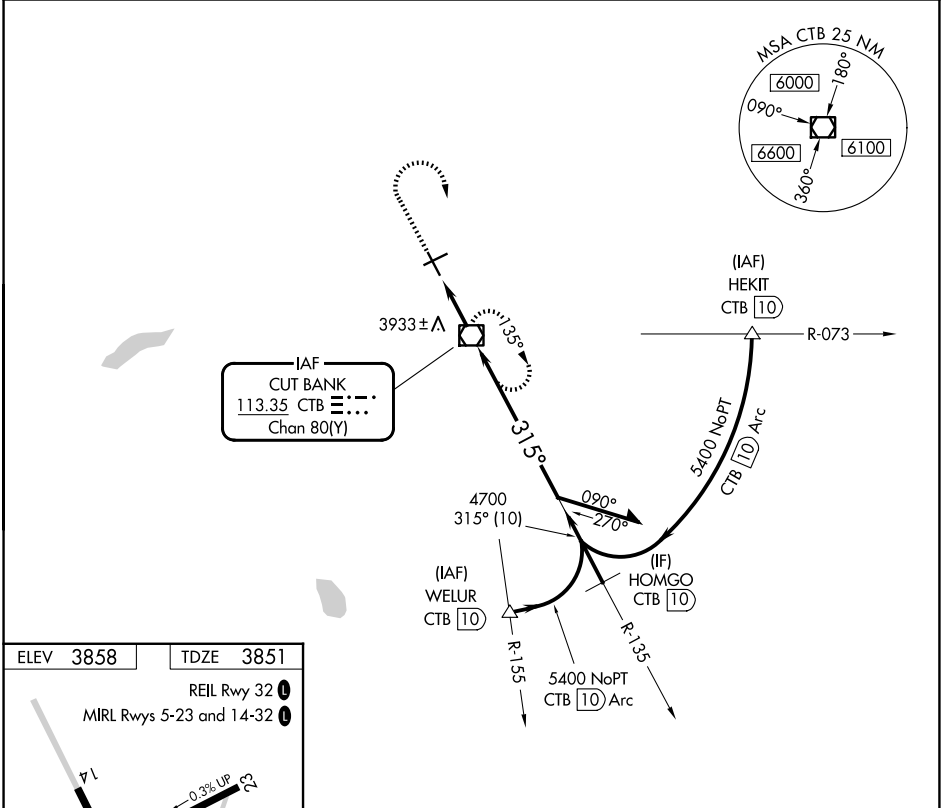 MSA CTB 25 NM
6000
180°
090°
6600
6100
360°
(IAF)
HEKIT
CTB 10
R-073
3933±
135°
IAF
CUT BANK
113.35 CTB
Chan 80(Y)
315°
5400 NoPT
CTB 10 Arc
4700
315° (10)
090°
270°
(IAF)
WELUR
CTB 10
(IF)
HOMGO
CTB 10
R-155
R-135
5400 NoPT
CTB 10 Arc
ELEV 3858
TDZE 3851
REIL Rwy 32 L
MIRL Rwys 5-23 and 14-32 L
14
0.3% UP
23